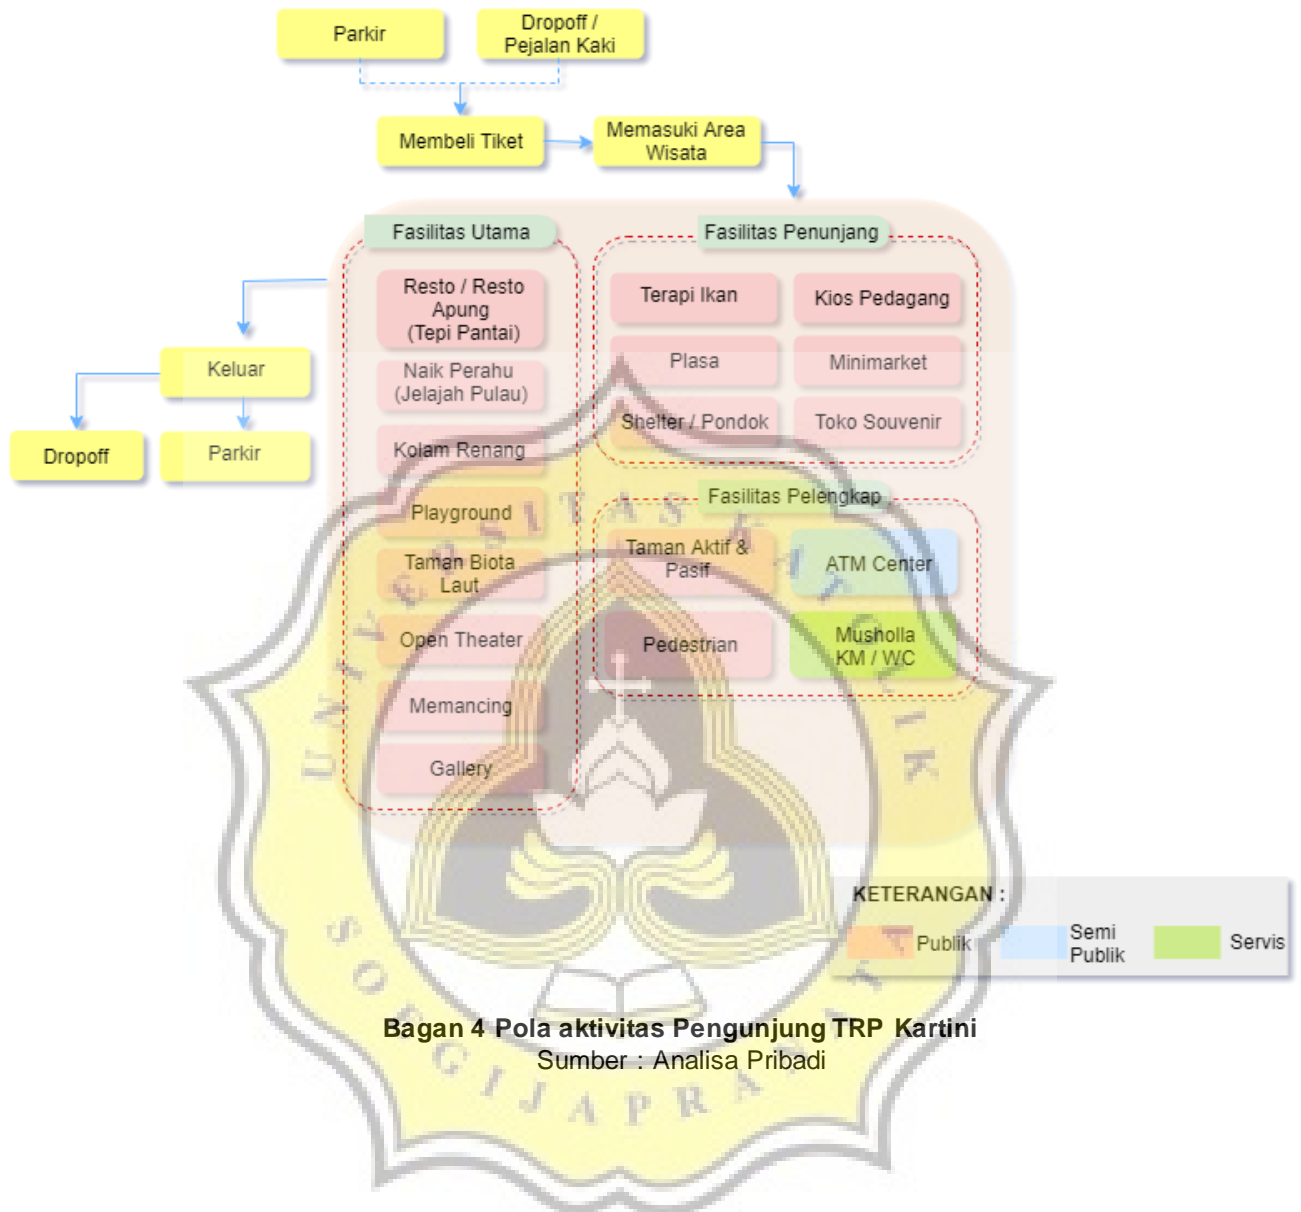 Parkir
Dropoff /
Pejalan Kaki
Membeli Tiket
Memasuki Area
Wisata
Fasilitas Utama
Resto / Resto
Apung
(Tepi Pantai)
Naik Perahu
(Jelajah Pulau)
Kolam Renang
Playground
Taman Biota
Laut
Open Theater
Memancing
Gallery
Fasilitas Penunjang
Terapi Ikan
Kios Pedagang
Plasa
Minimarket
Shelter / Pondok
Toko Souvenir
Fasilitas Pelengkap
Taman Aktif &
Pasif
ATM Center
Pedestrian
Musholla
KM / WC
Keluar
Dropoff
Parkir
KETERANGAN :
Publik
Semi
Publik
Servis
Bagan 4 Pola aktivitas Pengunjung TRP Kartini
Sumber : Analisa Pribadi
UNIVERSITAS KATOLIK
SOEGIJAPRANATA